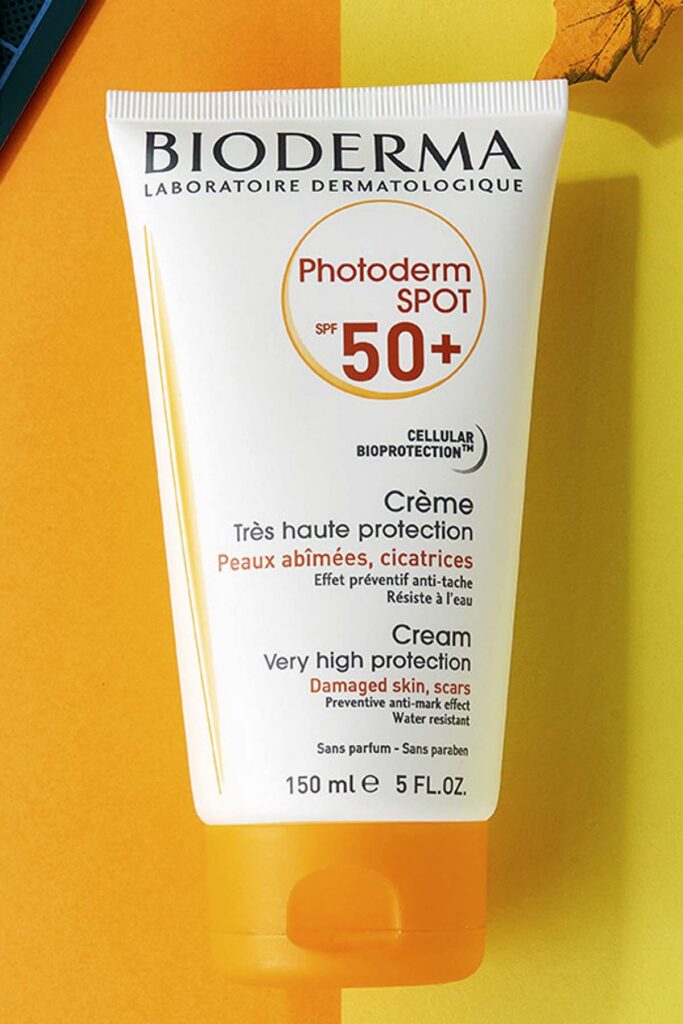 BIODERMA
LABORATOIRE DERMATOLOGIQUE
Photoderm
SPOT
SPF 50+
CELLULAR
BIOPROTECTION™
Crème
Très haute protection
Peaux abîmées, cicatrices
Effet préventif anti-tache
Résiste à l'eau
Cream
Very high protection
Damaged skin, scars
Preventive anti-mark effect
Water resistant
Sans parfum - Sans paraben
150 ml ℮ 5 FL.OZ.